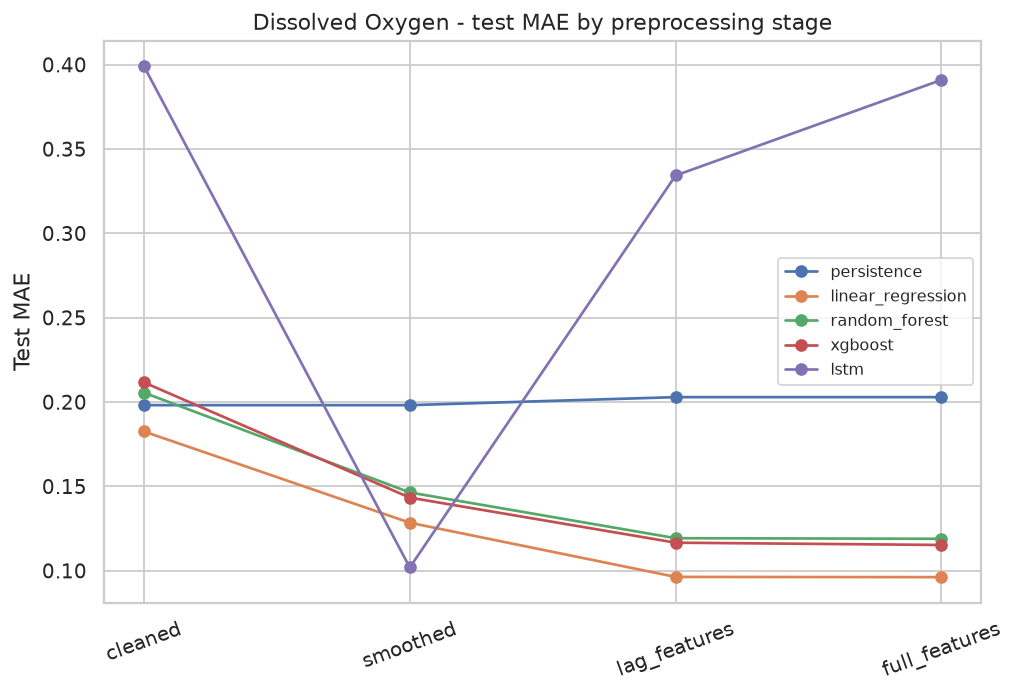 Dissolved Oxygen - test MAE by preprocessing stage
Test MAE
0.40
0.35
0.30
0.25
0.20
0.15
0.10
persistence
linear_regression
random_forest
xgboost
lstm
cleaned
smoothed
lag_features
full_features